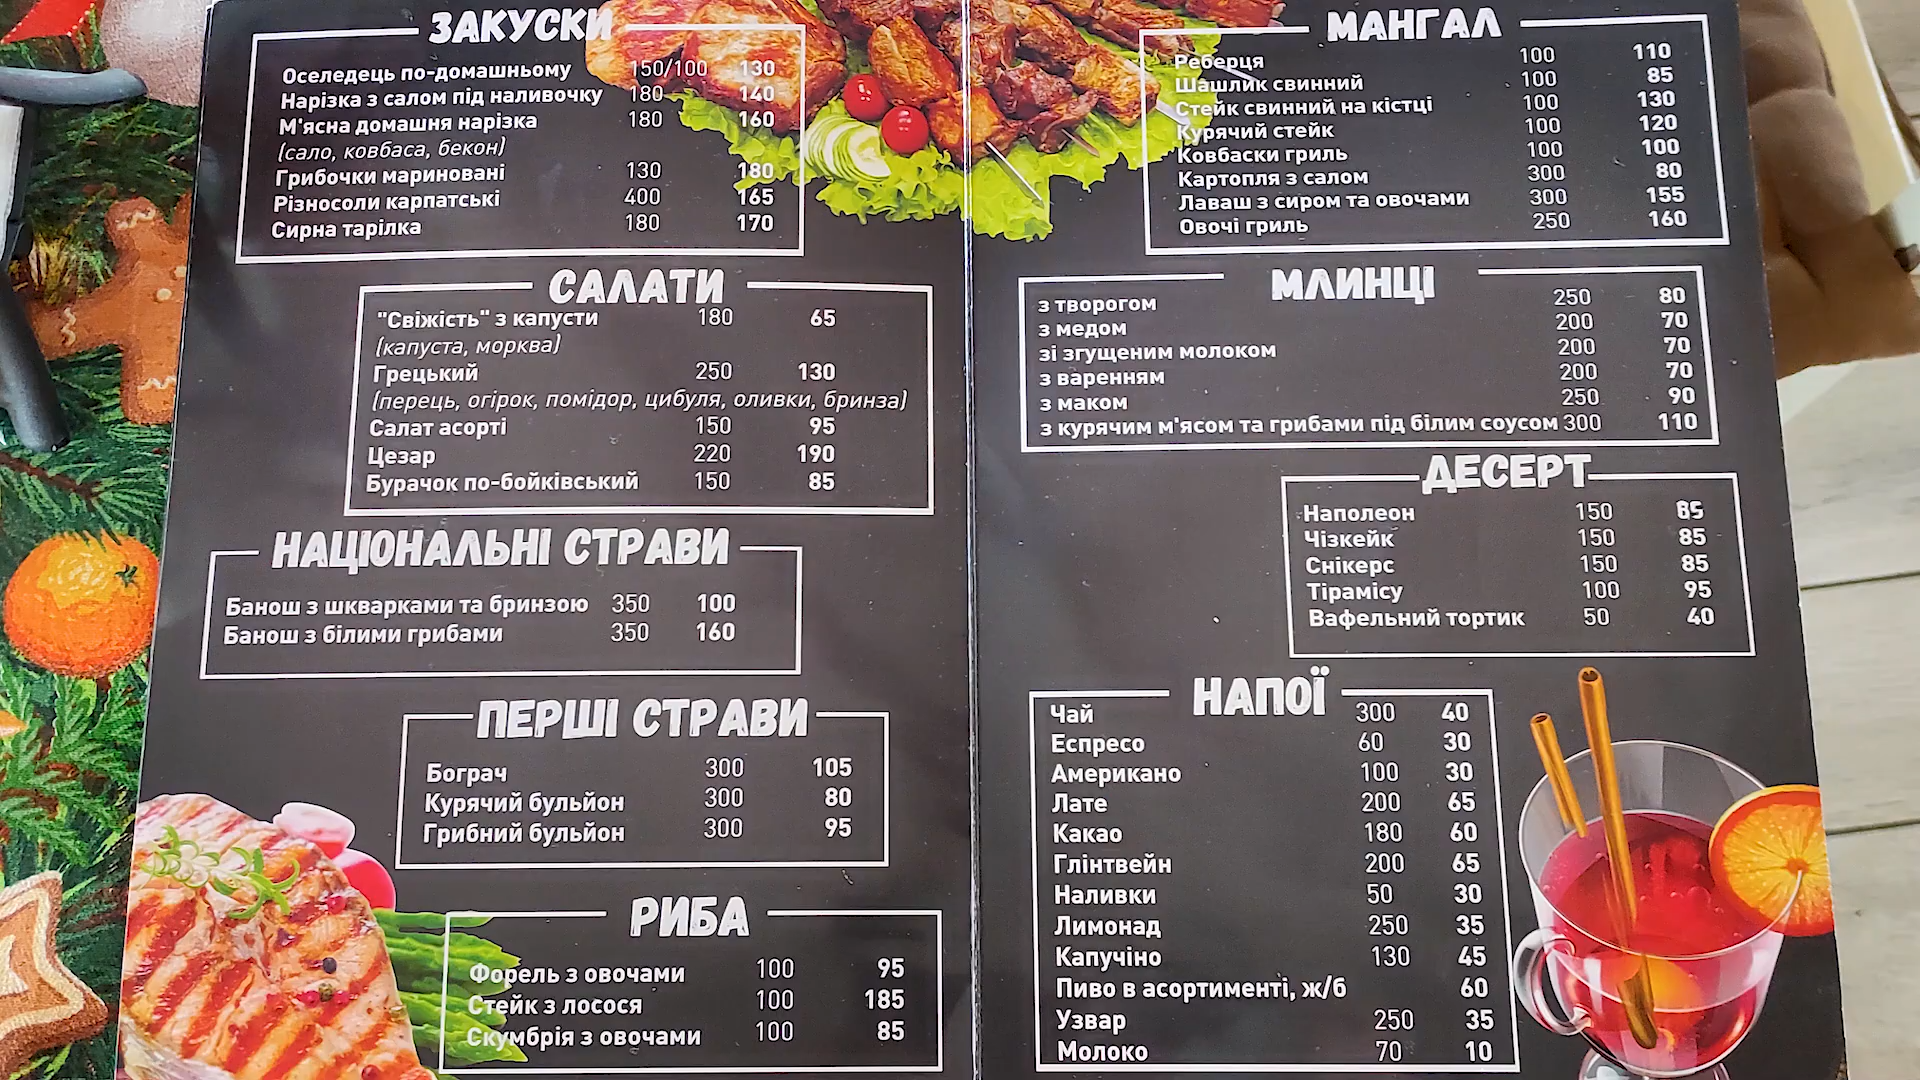 ЗАКУСКИ
Оселедець по-домашньому 150/100 130
Нарізка з салом під наливочку 180 140
М'ясна домашня нарізка 180 160
(сало, ковбаса, бекон)
Грибочки мариновані 130 180
Різносоли карпатські 400 165
Сирна тарілка 180 170
САЛАТИ
"Свіжість" з капусти 180 65
(капуста, морква)
Грецький 250 130
(перець, огірок, помідор, цибуля, оливки, бринза)
Салат асорті 150 95
Цезар 220 190
Бурачок по-бойківський 150 85
НАЦІОНАЛЬНІ СТРАВИ
Банош з шкварками та бринзою 350 100
Банош з білими грибами 350 160
ПЕРШІ СТРАВИ
Бограч 300 105
Курячий бульйон 300 80
Грибний бульйон 300 95
РИБА
Форель з овочами 100 95
Стейк з лосося 100 185
Скумбрія з овочами 100 85
МАНГАЛ
Реберця 100 110
Шашлик свинний 100 85
Стейк свинний на кістці 100 130
Курячий стейк 100 120
Ковбаски гриль 100 100
Картопля з салом 300 80
Лаваш з сиром та овочами 300 155
Овочі гриль 250 160
МЛИНЦІ
з творогом 250 80
з медом 200 70
зі згущеним молоком 200 70
з варенням 200 70
з маком 250 90
з курячим м'ясом та грибами під білим соусом 300 110
ДЕСЕРТ
Наполеон 150 85
Чізкейк 150 85
Снікерс 150 85
Тірамісу 100 95
Вафельний тортик 50 40
НАПОЇ
Чай 300 40
Еспресо 60 30
Американо 100 30
Лате 200 65
Какао 180 60
Глінтвейн 200 65
Наливки 50 30
Лимонад 250 35
Капучіно 130 45
Пиво в асортименті, ж/б 60
Узвар 250 35
Молоко 70 10